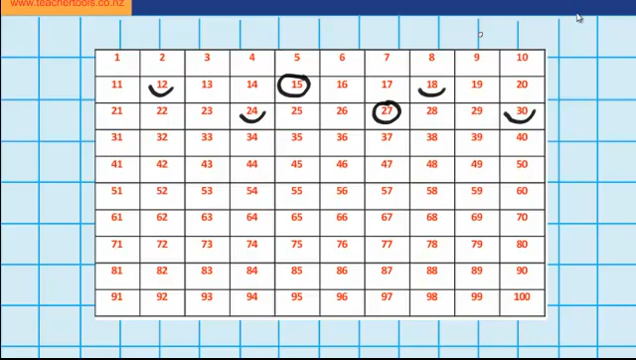 www.teachertools.co.nz
1 2 3 4 5 6 7 8 9 10
11 12 13 14 15 16 17 18 19 20
21 22 23 24 25 26 27 28 29 30
31 32 33 34 35 36 37 38 39 40
41 42 43 44 45 46 47 48 49 50
51 52 53 54 55 56 57 58 59 60
61 62 63 64 65 66 67 68 69 70
71 72 73 74 75 76 77 78 79 80
81 82 83 84 85 86 87 88 89 90
91 92 93 94 95 96 97 98 99 100